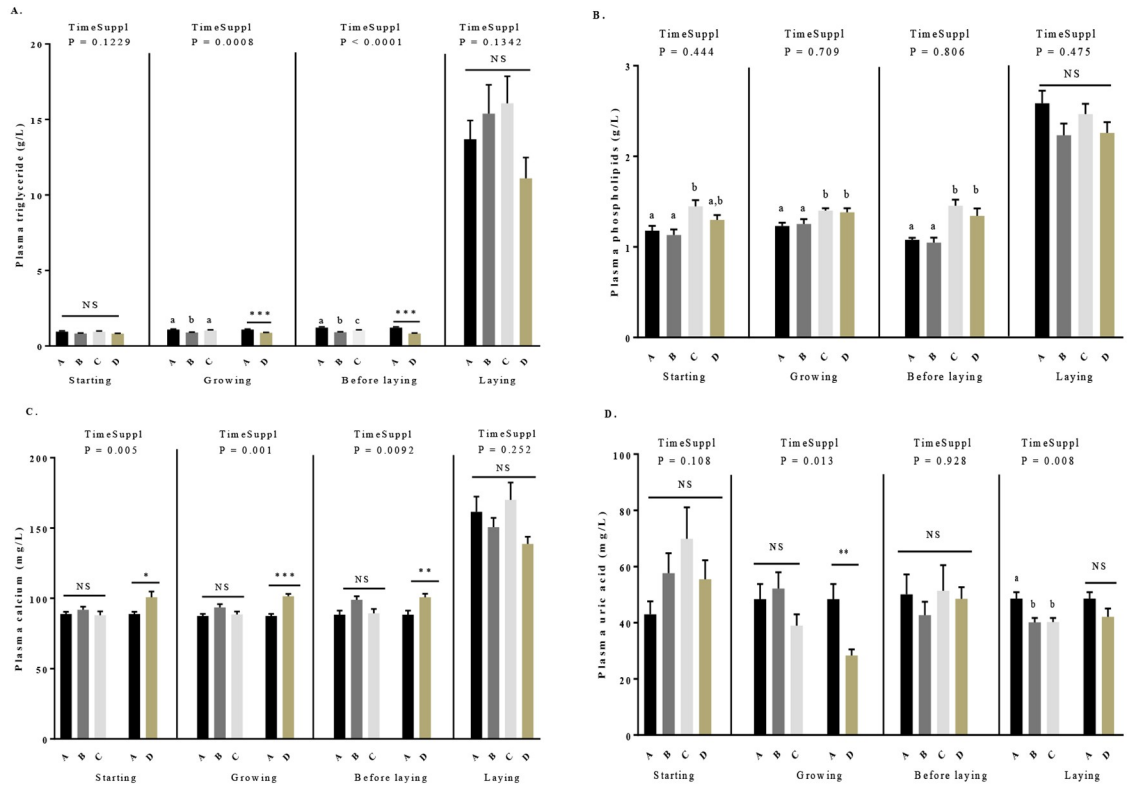 A.
TimeSuppl TimeSuppl TimeSuppl TimeSuppl
P = 0.1229 P = 0.0008 P < 0.0001 P = 0.1342
NS
20
15
10
5
0
Plasma triglyceride (g/L)
NS
a b a
***
a b c
***
A B C D A B C A D A B C A D A B C D
Starting Growing Before laying Laying
B.
TimeSuppl TimeSuppl TimeSuppl TimeSuppl
P = 0.444 P = 0.709 P = 0.806 P = 0.475
NS
3
2
1
0
Plasma phospholipids (g/L)
a a b a,b
a a b b
a a b b
A B C D A B C D A B C D A B C D
Starting Growing Before laying Laying
C.
TimeSuppl TimeSuppl TimeSuppl TimeSuppl
P = 0.005 P = 0.001 P = 0.0092 P = 0.252
NS
200
150
100
50
0
Plasma calcium (mg/L)
NS * NS *** NS **
A B C A D A B C A D A B C A D A B C D
Starting Growing Before laying Laying
D.
TimeSuppl TimeSuppl TimeSuppl TimeSuppl
P = 0.108 P = 0.013 P = 0.928 P = 0.008
100
80
60
40
20
0
Plasma uric acid (mg/L)
NS
NS **
NS
a b b NS
A B C D A B C A D A B C D A B C A D
Starting Growing Before laying Laying